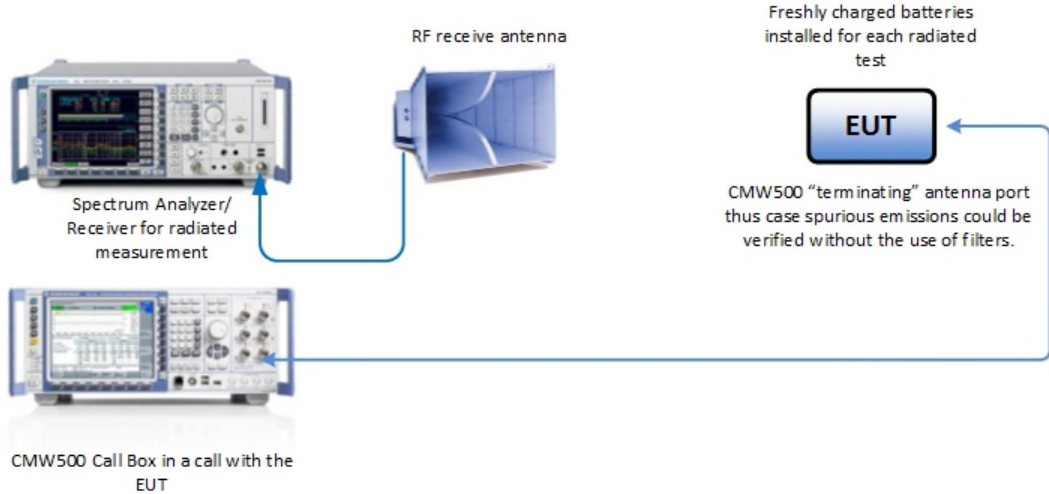 Freshly charged batteries
installed for each radiated
test
RF receive antenna
EUT
Spectrum Analyzer/
Receiver for radiated
measurement
CMW500 “terminating” antenna port
thus case spurious emissions could be
verified without the use of filters.
CMW500 Call Box in a call with the
EUT